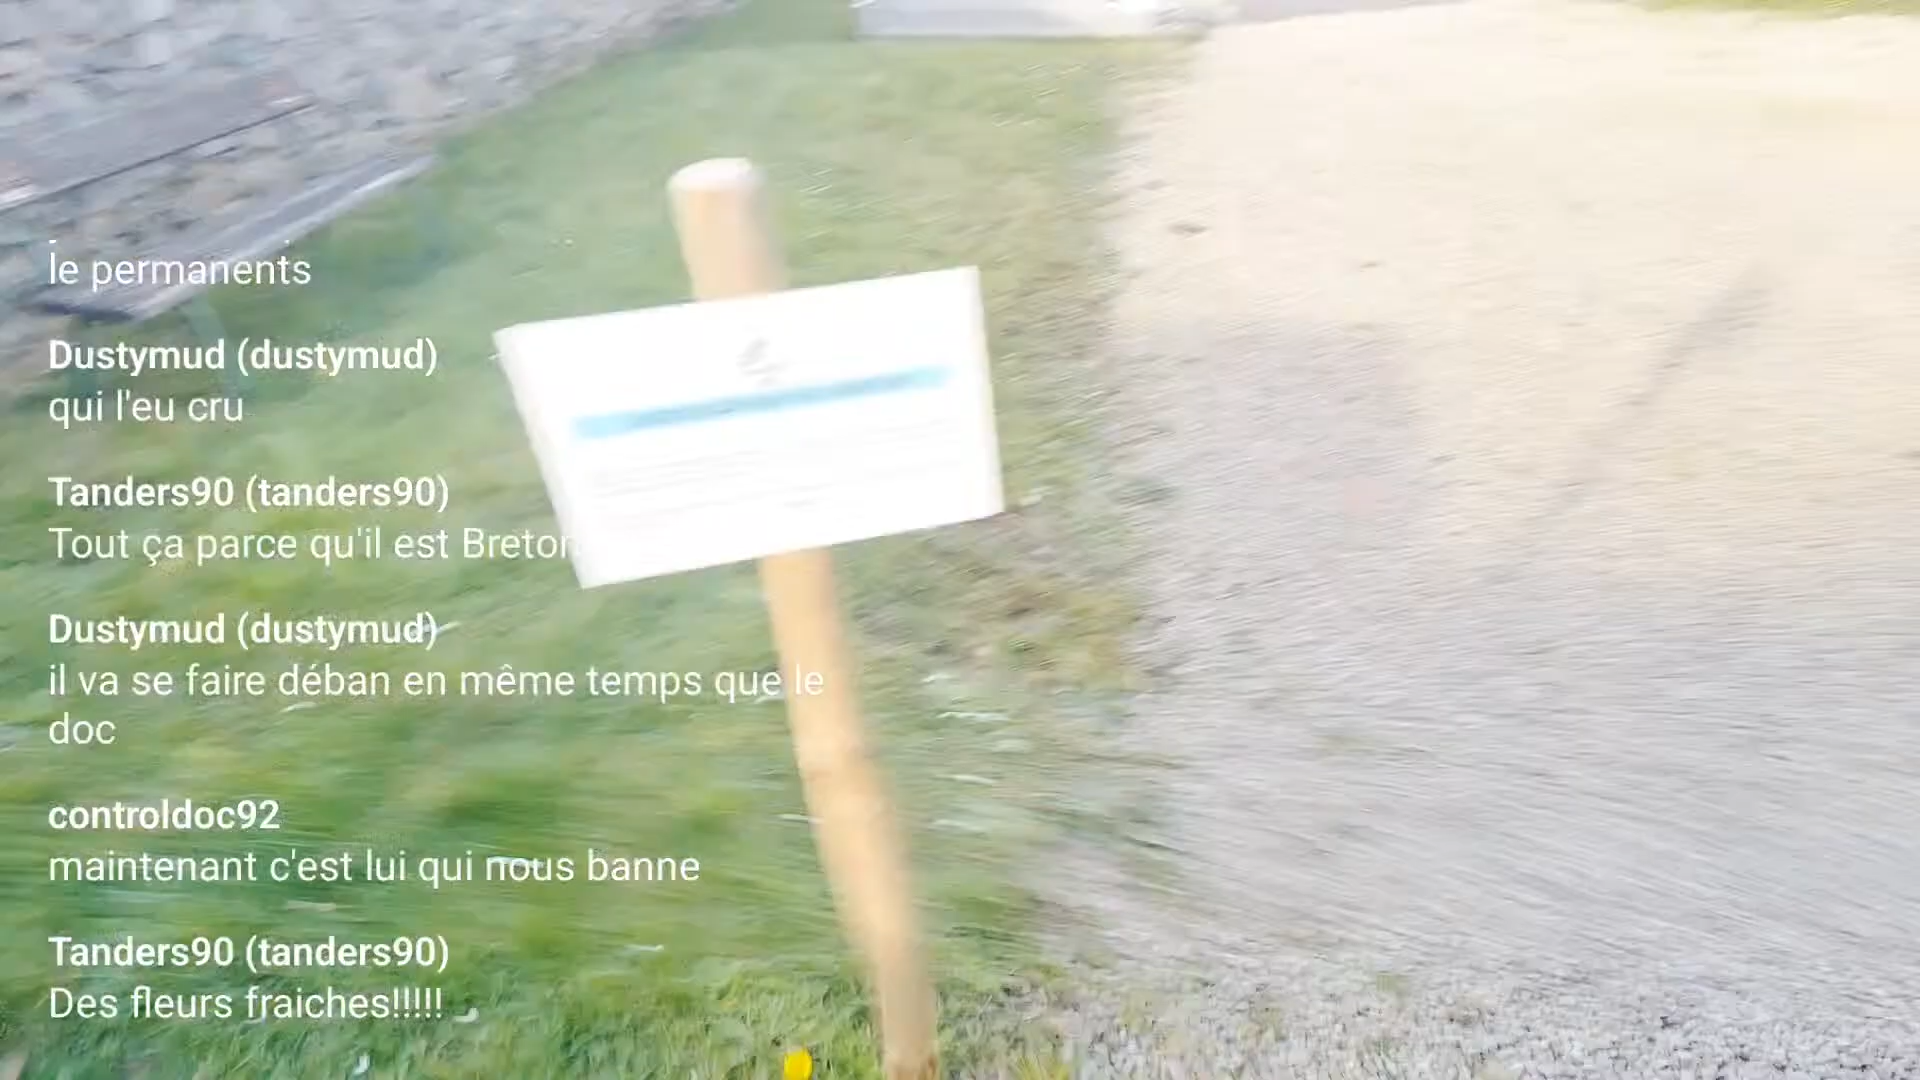 le permanents
Dustymud (dustymud)
qui l'eu cru
Tanders90 (tanders90)
Tout ça parce qu'il est Breton
Dustymud (dustymud)
il va se faire déban en même temps que le
doc
controldoc92
maintenant c'est lui qui nous banne
Tanders90 (tanders90)
Des fleurs fraiches!!!!!